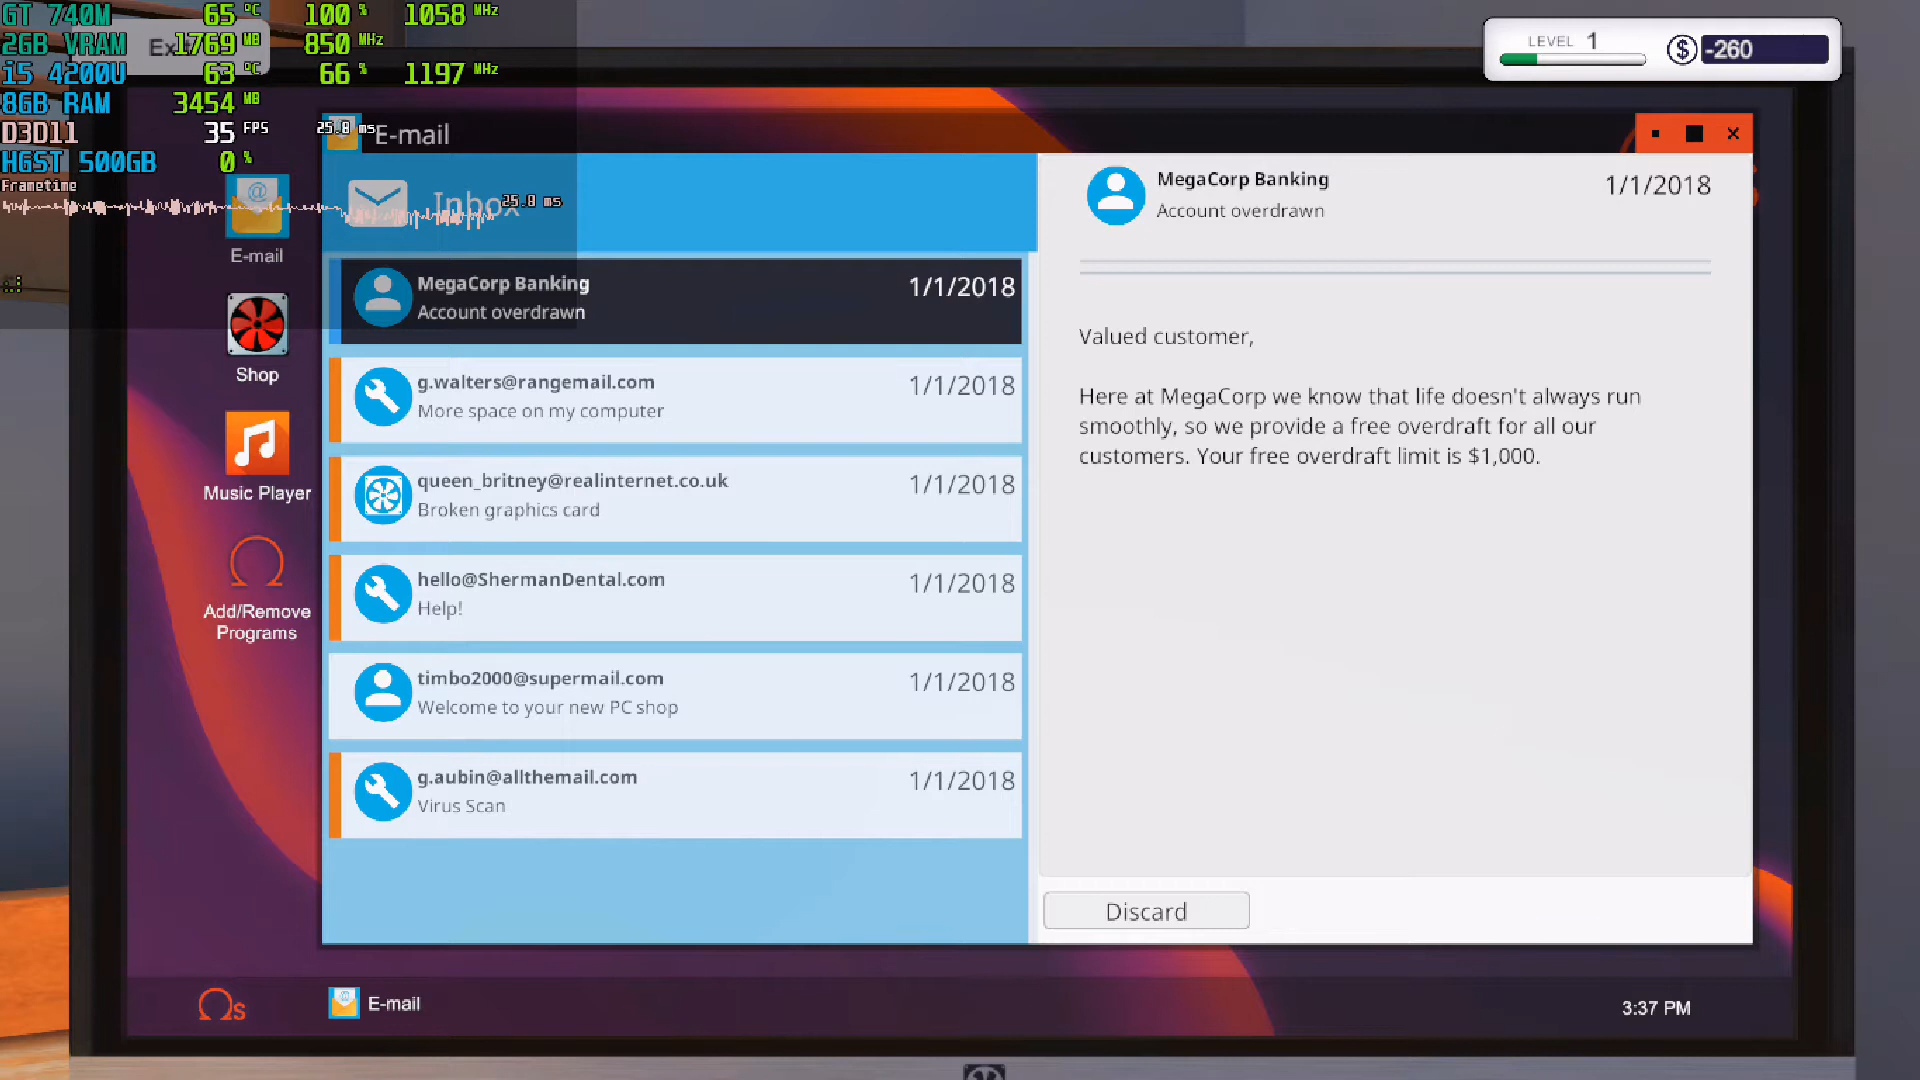 GT 740M 65 °C 100 % 1058 MHz
2GB VRAM 1769 MB 850 MHz
i5 4200U 63 °C 66 % 1197 MHz
8GB RAM 3454 MB
D3D11 35 FPS 25.8 ms
HGST 500GB 0 %
Frametime
25.8 ms
LEVEL 1
$ -260
E-mail
Inbox
E-mail
Shop
Music Player
Add/Remove
Programs
MegaCorp Banking 1/1/2018
Account overdrawn
g.walters@rangemail.com 1/1/2018
More space on my computer
queen_britney@realinternet.co.uk 1/1/2018
Broken graphics card
hello@ShermanDental.com 1/1/2018
Help!
timbo2000@supermail.com 1/1/2018
Welcome to your new PC shop
g.aubin@allthemail.com 1/1/2018
Virus Scan
MegaCorp Banking 1/1/2018
Account overdrawn
Valued customer,
Here at MegaCorp we know that life doesn't always run
smoothly, so we provide a free overdraft for all our
customers. Your free overdraft limit is $1,000.
Discard
Ωs
E-mail
3:37 PM